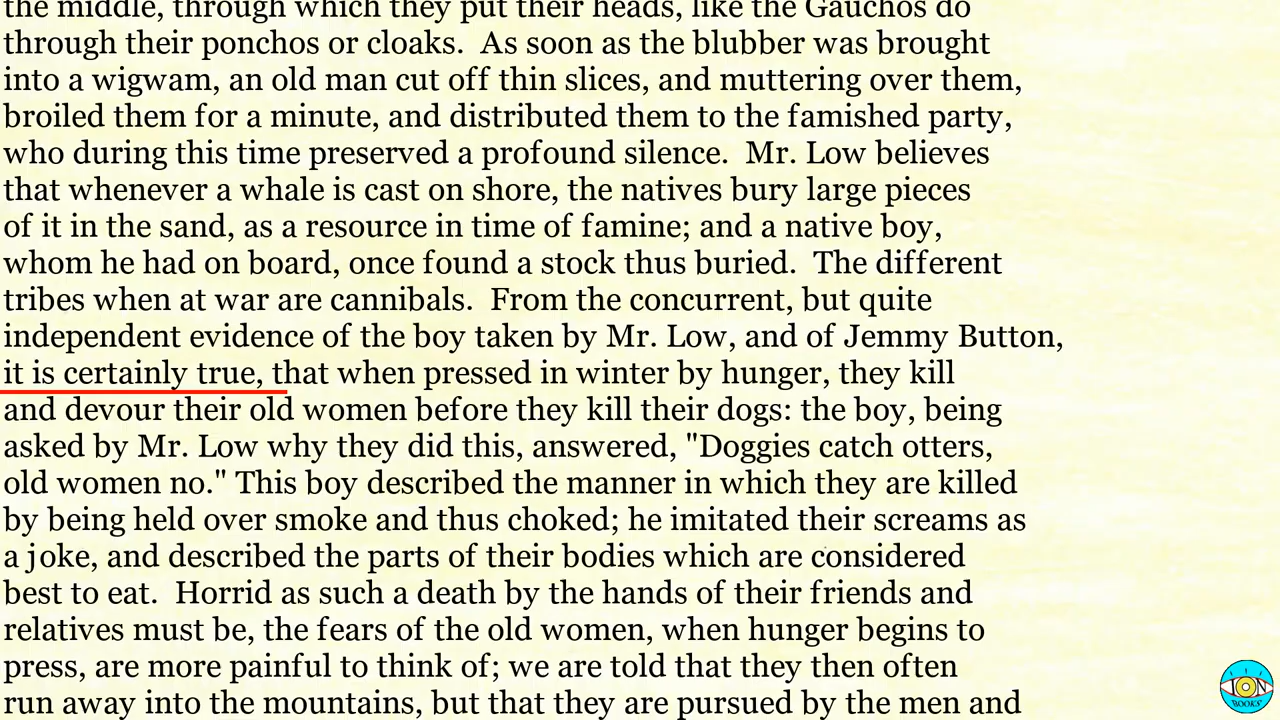 the middle, through which they put their heads, like the Gauchos do
through their ponchos or cloaks.  As soon as the blubber was brought
into a wigwam, an old man cut off thin slices, and muttering over them,
broiled them for a minute, and distributed them to the famished party,
who during this time preserved a profound silence.  Mr. Low believes
that whenever a whale is cast on shore, the natives bury large pieces
of it in the sand, as a resource in time of famine; and a native boy,
whom he had on board, once found a stock thus buried.  The different
tribes when at war are cannibals.  From the concurrent, but quite
independent evidence of the boy taken by Mr. Low, and of Jemmy Button,
it is certainly true, that when pressed in winter by hunger, they kill
and devour their old women before they kill their dogs: the boy, being
asked by Mr. Low why they did this, answered, "Doggies catch otters,
old women no." This boy described the manner in which they are killed
by being held over smoke and thus choked; he imitated their screams as
a joke, and described the parts of their bodies which are considered
best to eat.  Horrid as such a death by the hands of their friends and
relatives must be, the fears of the old women, when hunger begins to
press, are more painful to think of; we are told that they then often
run away into the mountains, but that they are pursued by the men and
ION
BOOKS